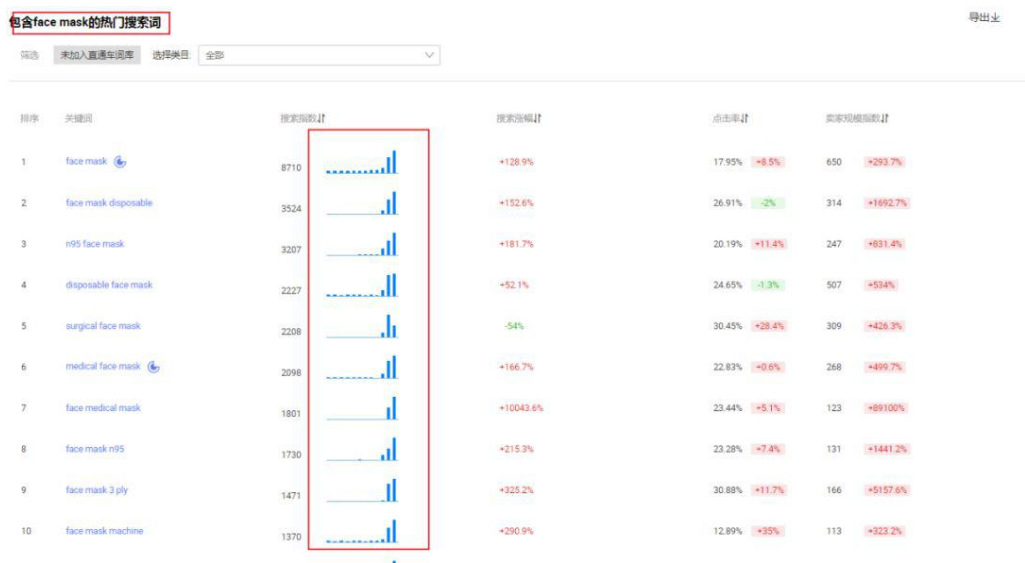 包含face mask的热门搜索词
导出
筛选 未加入直通车词库 选择类目: 全部
排序 关键词 搜索指数 搜索涨幅 点击率 卖家规模指数
1 face mask 8710 +128.9% 17.95% +8.5% 650 +293.7%
2 face mask disposable 3524 +152.6% 26.91% -2% 314 +1692.7%
3 n95 face mask 3207 +181.7% 20.19% +11.4% 247 +831.4%
4 disposable face mask 2227 +52.1% 24.65% -1.3% 507 +534%
5 surgical face mask 2208 -54% 30.45% +28.4% 309 +426.3%
6 medical face mask 2098 +166.7% 22.83% +0.6% 268 +499.7%
7 face medical mask 1801 +10043.6% 23.44% +5.1% 123 +89100%
8 face mask n95 1730 +215.3% 23.28% +7.4% 131 +1441.2%
9 face mask 3 ply 1471 +325.2% 30.88% +11.7% 166 +5157.6%
10 face mask machine 1370 +290.9% 12.89% +35% 113 +323.2%